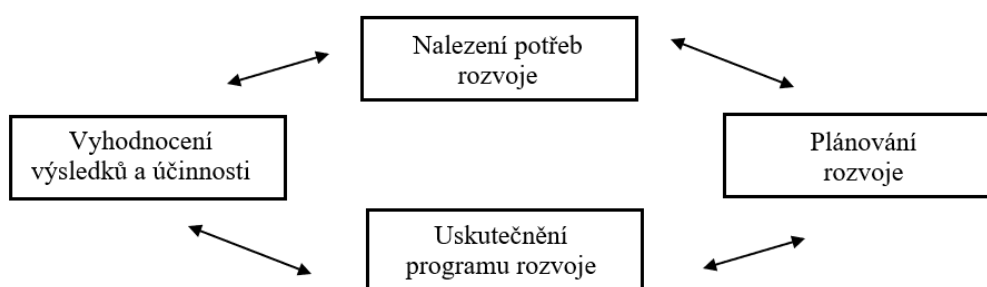 Nalezení potřeb
rozvoje
Vyhodnocení
výsledků a účinnosti
Plánování
rozvoje
Uskutečnění
programu rozvoje